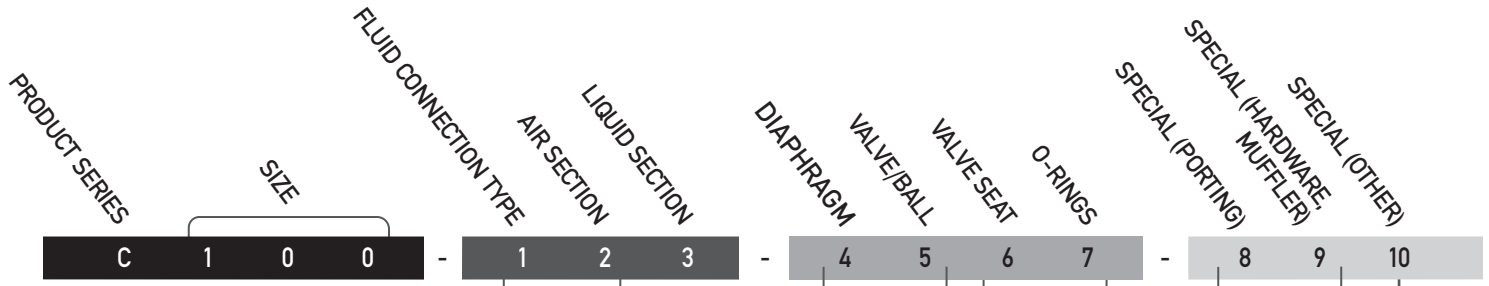 PRODUCT SERIES
SIZE
FLUID CONNECTION TYPE
AIR SECTION
LIQUID SECTION
DIAPHRAGM
VALVE/BALL
VALVE SEAT
O-RINGS
SPECIAL (PORTING)
SPECIAL (HARDWARE,
MUFFLER)
SPECIAL (OTHER)
C 1 0 0 - 1 2 3 - 4 5 6 7 - 8 9 10